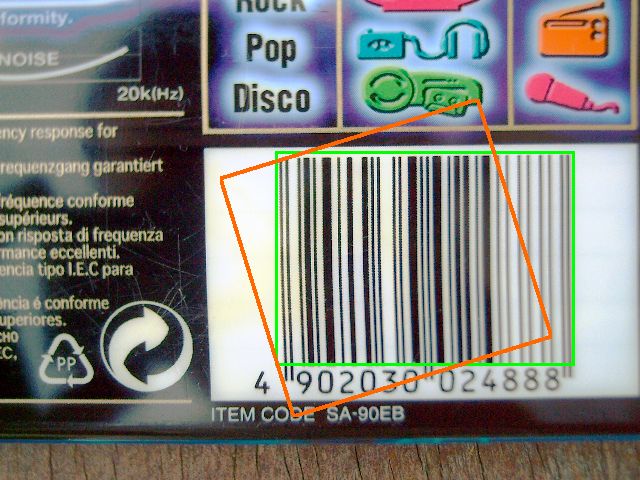 Rock
Pop
Disco
formity.
NOISE
20k(Hz)
ency response for
requenzgang garantiert
réquence conforme
supérieurs.
on risposta di frequenza
rmance eccellenti.
encia tipo I.E.C para
ência é conforme
uperiores.
CHO
C,
PP
4 902030 024888
ITEM CODE SA-90EB